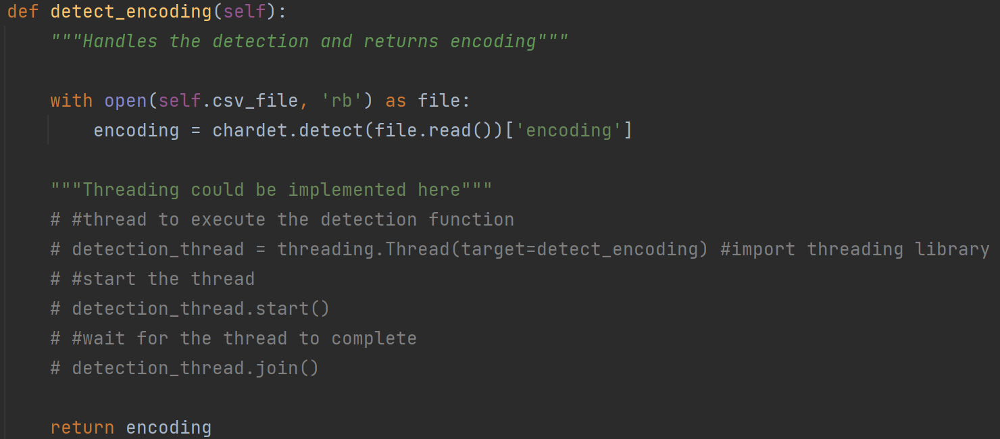 def detect_encoding(self):
"""Handles the detection and returns encoding"""
with open(self.csv_file, 'rb') as file:
encoding = chardet.detect(file.read())['encoding']
"""Threading could be implemented here"""
# #thread to execute the detection function
# detection_thread = threading.Thread(target=detect_encoding) #import threading library
# #start the thread
# detection_thread.start()
# #wait for the thread to complete
# detection_thread.join()
return encoding